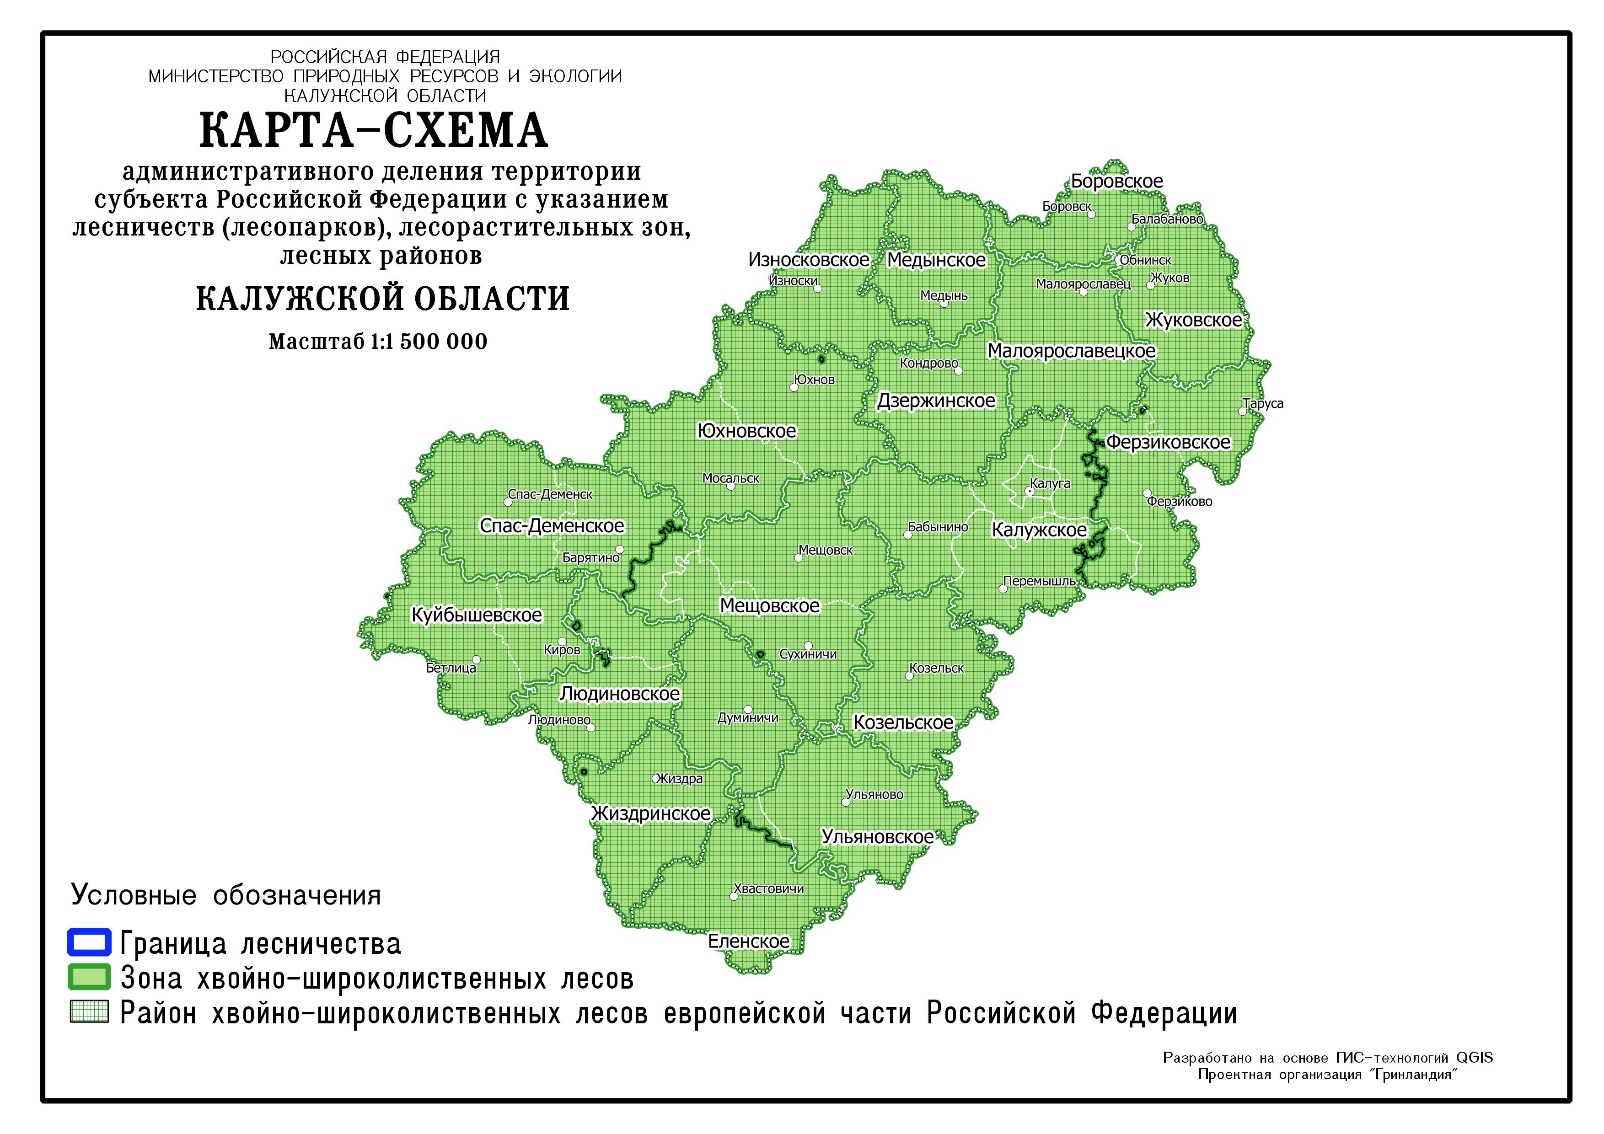 РОССИЙСКАЯ ФЕДЕРАЦИЯ
МИНИСТЕРСТВО ПРИРОДНЫХ РЕСУРСОВ И ЭКОЛОГИИ
КАЛУЖСКОЙ ОБЛАСТИ
КАРТА-СХЕМА
административного деления территории
субъекта Российской Федерации с указанием
лесничеств (лесопарков), лесорастительных зон,
лесных районов
КАЛУЖСКОЙ ОБЛАСТИ
Масштаб 1:1 500 000
Боровское
Боровск
Балабаново
Износковское
Медынское
Обнинск
Износки
Малоярославец
Жуков
Медынь
Жуковское
Малоярославецкое
Кондрово
Юхнов
Дзержинское
Таруса
Юхновское
Ферзиковское
Мосальск
Калуга
Спас-Деменск
Ферзиково
Спас-Деменское
Бабынино
Калужское
Барятино
Мещовск
Перемышль
Мещовское
Куйбышевское
Киров
Сухиничи
Бетлица
Козельск
Людиновское
Людиново
Думиничи
Козельское
Жиздра
Ульяново
Жиздринское
Ульяновское
Хвастовичи
Еленское
Условные обозначения
Граница лесничества
Зона хвойно-широколиственных лесов
Район хвойно-широколиственных лесов европейской части Российской Федерации
Разработано на основе ГИС-технологий QGIS
Проектная организация "Гринландия"